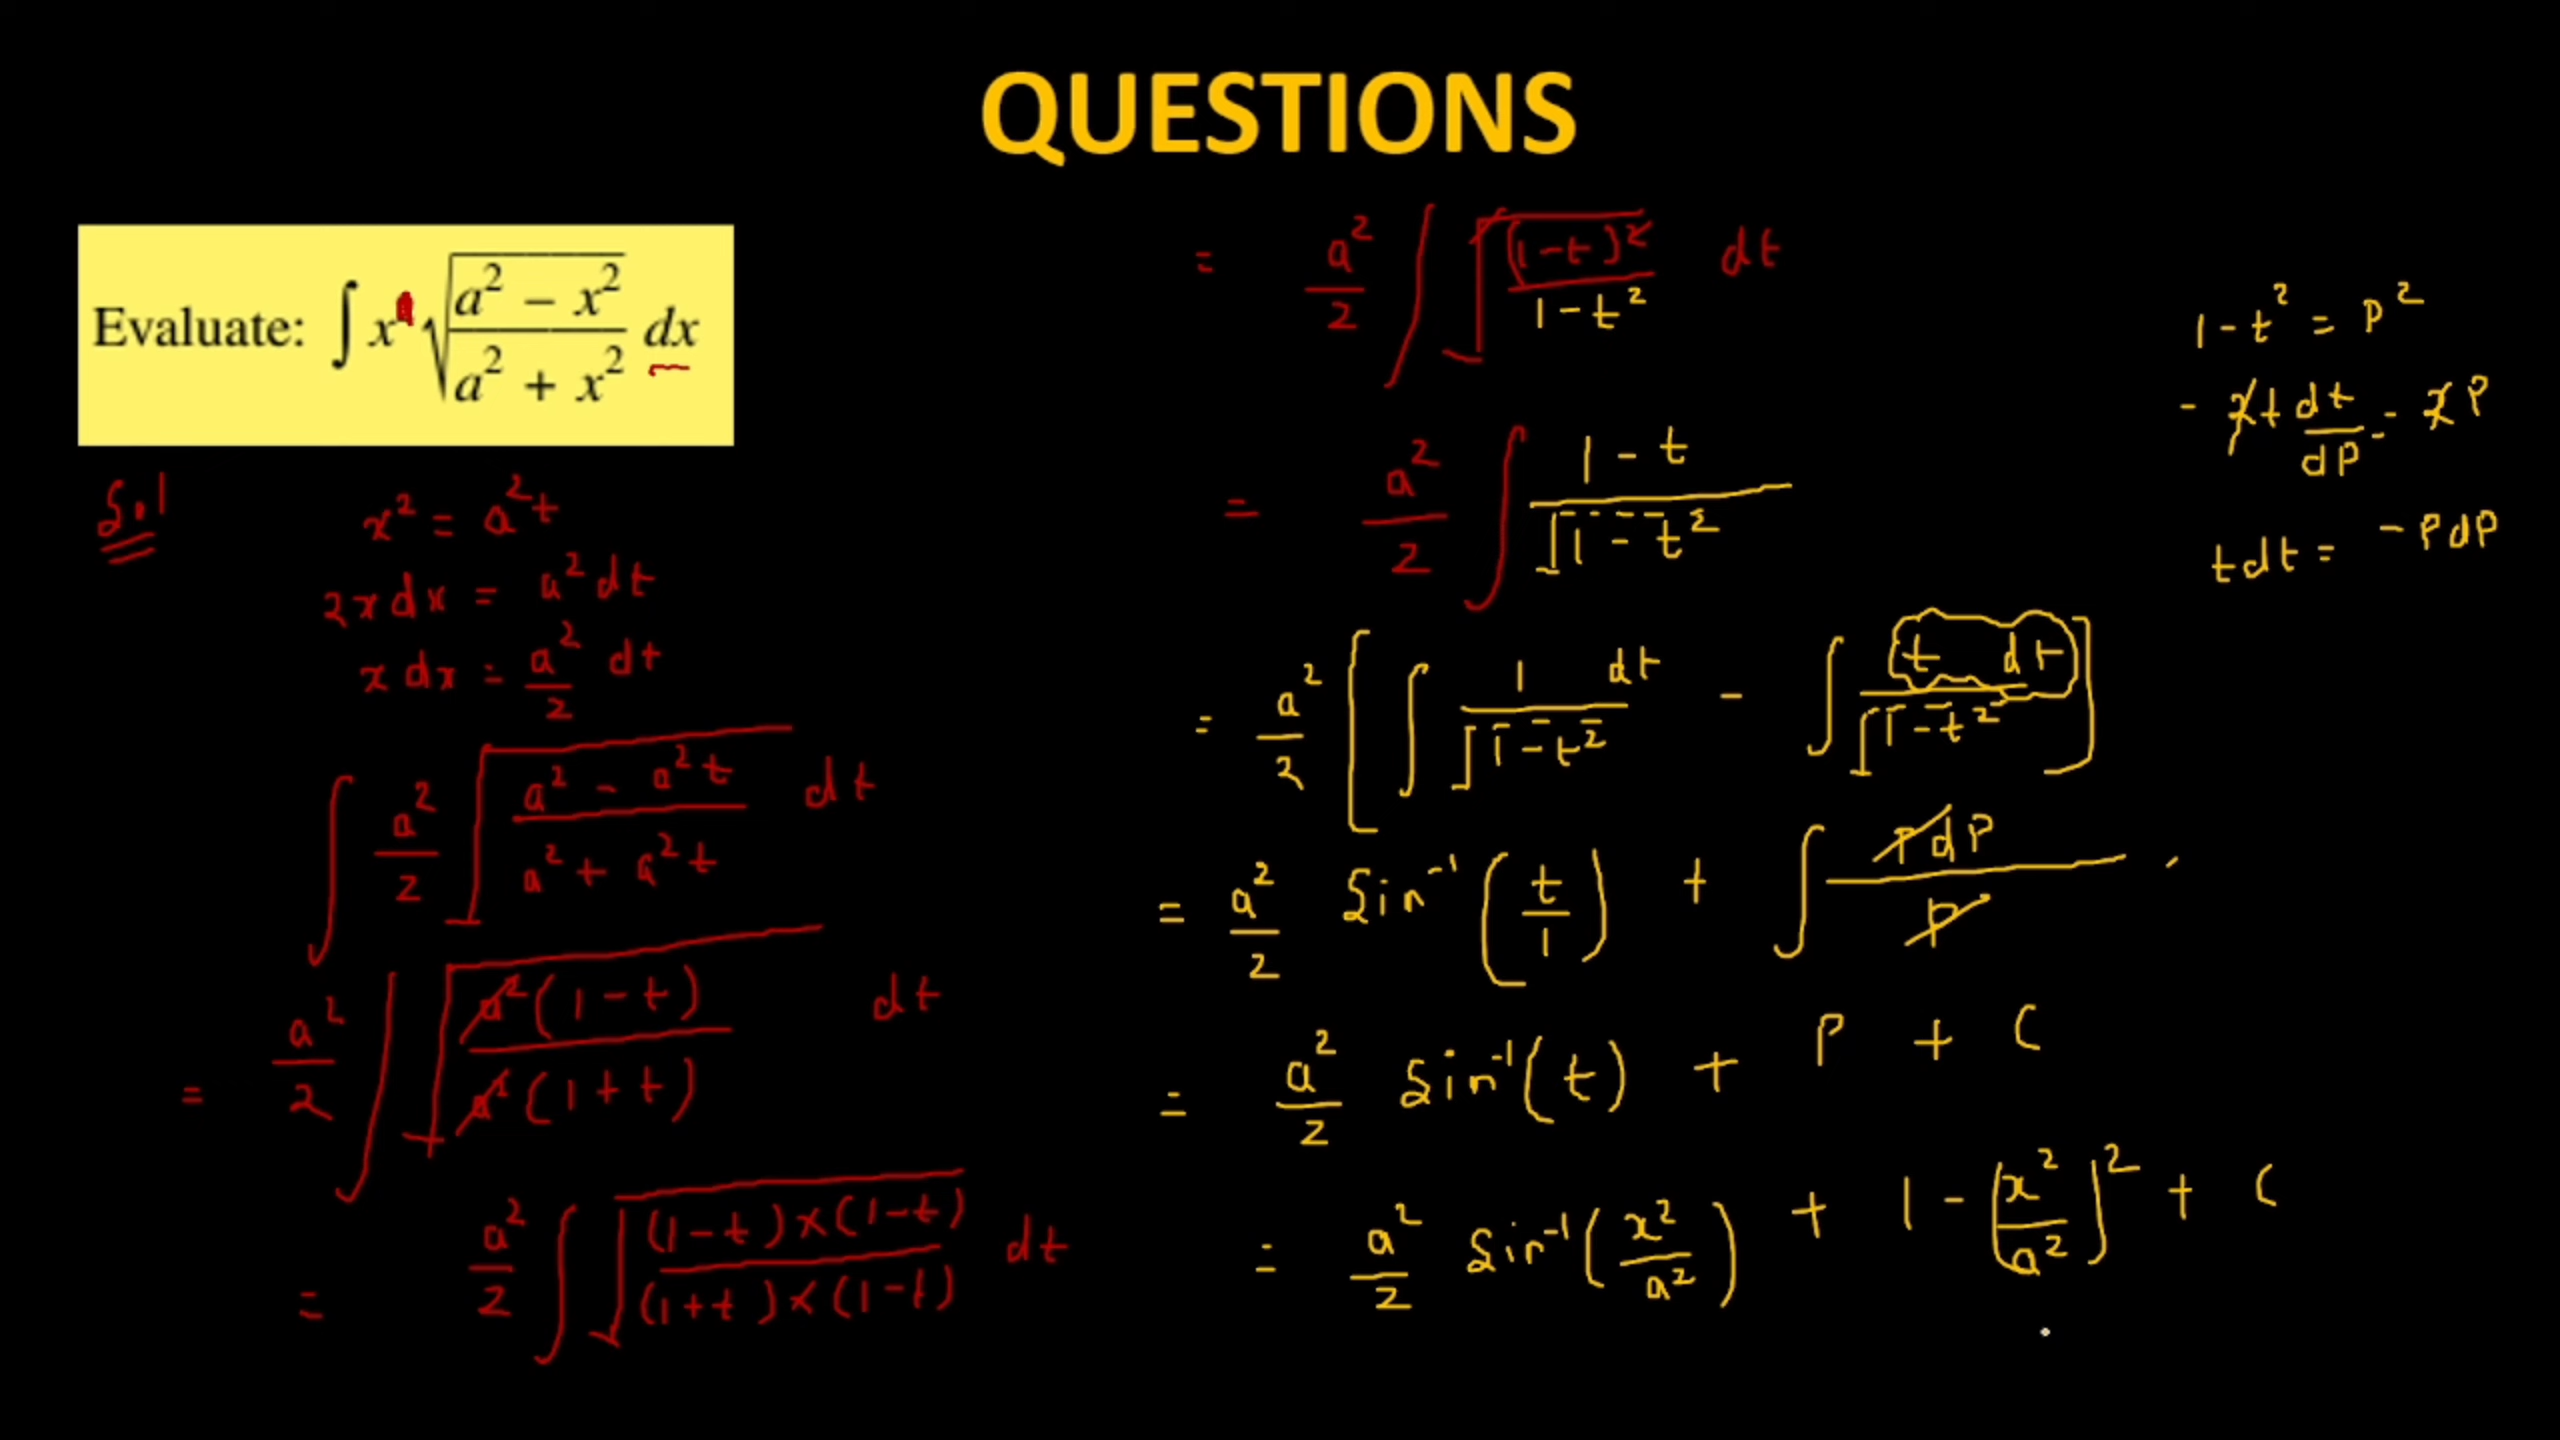 QUESTIONS
Evaluate: ∫ x √((a² − x²)/(a² + x²)) dx
Sol
x² = a²t
2x dx = a² dt
x dx = a²/2 dt
∫ a²/2 √((a² − a²t)/(a² + a²t)) dt
= a²/2 ∫ √(a²(1 − t)/a²(1 + t)) dt
= a²/2 ∫ √((1−t)×(1−t)/(1+t)×(1−t)) dt
= a²/2 ∫ √((1−t)²/1−t²) dt
= a²/2 ∫ (1 − t)/√(1 − t²)
= a²/2 [ ∫ 1 dt/√(1 − t²) − ∫ t dt/√(1 − t²) ]
= a²/2 Sin⁻¹(t/1) + ∫ P dP/P
= a²/2 Sin⁻¹(t) + P + C
= a²/2 Sin⁻¹(x²/a²) + 1 − [x²/a²]² + C
1 − t² = P²
− 2t dt/dP = 2P
t dt = − P dP